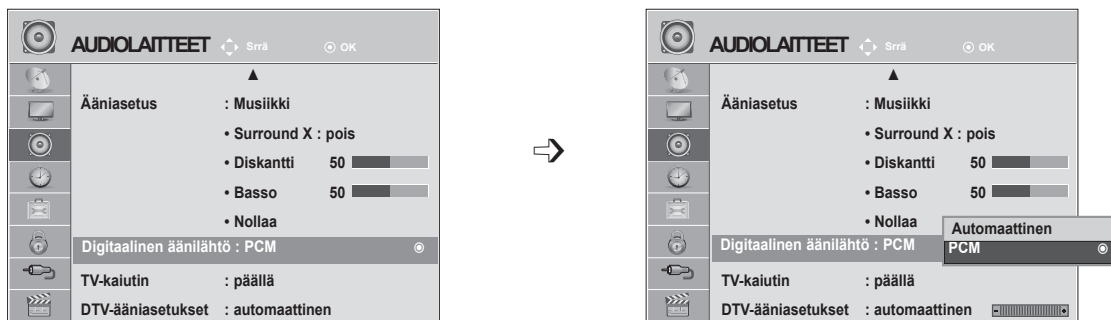 AUDIOLAITTEET Srrä OK
Ääniasetus : Musiikki
• Surround X : pois
• Diskantti 50
• Basso 50
• Nollaa
Digitaalinen äänilähtö : PCM
TV-kaiutin : päällä
DTV-ääniasetukset : automaattinen
AUDIOLAITTEET Srrä OK
Ääniasetus : Musiikki
• Surround X : pois
• Diskantti 50
• Basso 50
• Nollaa
Automaattinen
Digitaalinen äänilähtö : PCM
PCM
TV-kaiutin : päällä
DTV-ääniasetukset : automaattinen